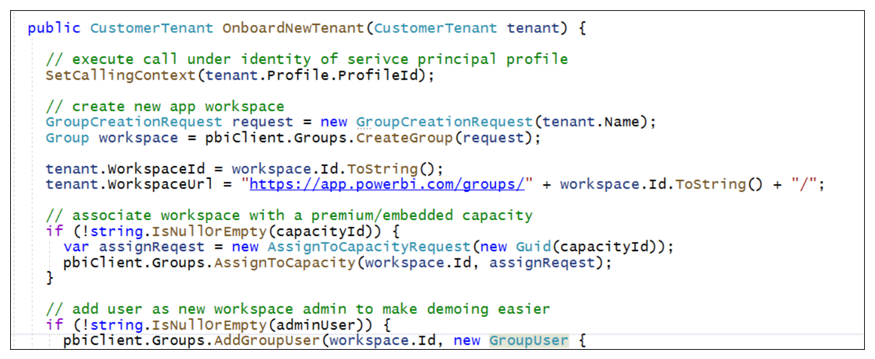 public CustomerTenant OnboardNewTenant(CustomerTenant tenant) {
// execute call under identity of serivce principal profile
SetCallingContext(tenant.Profile.ProfileId);
// create new app workspace
GroupCreationRequest request = new GroupCreationRequest(tenant.Name);
Group workspace = pbiClient.Groups.CreateGroup(request);
tenant.WorkspaceId = workspace.Id.ToString();
tenant.WorkspaceUrl = "https://app.powerbi.com/groups/" + workspace.Id.ToString() + "/";
// associate workspace with a premium/embedded capacity
if (!string.IsNullOrEmpty(capacityId)) {
var assignReqest = new AssignToCapacityRequest(new Guid(capacityId));
pbiClient.Groups.AssignToCapacity(workspace.Id, assignReqest);
}
// add user as new workspace admin to make demoing easier
if (!string.IsNullOrEmpty(adminUser)) {
pbiClient.Groups.AddGroupUser(workspace.Id, new GroupUser {